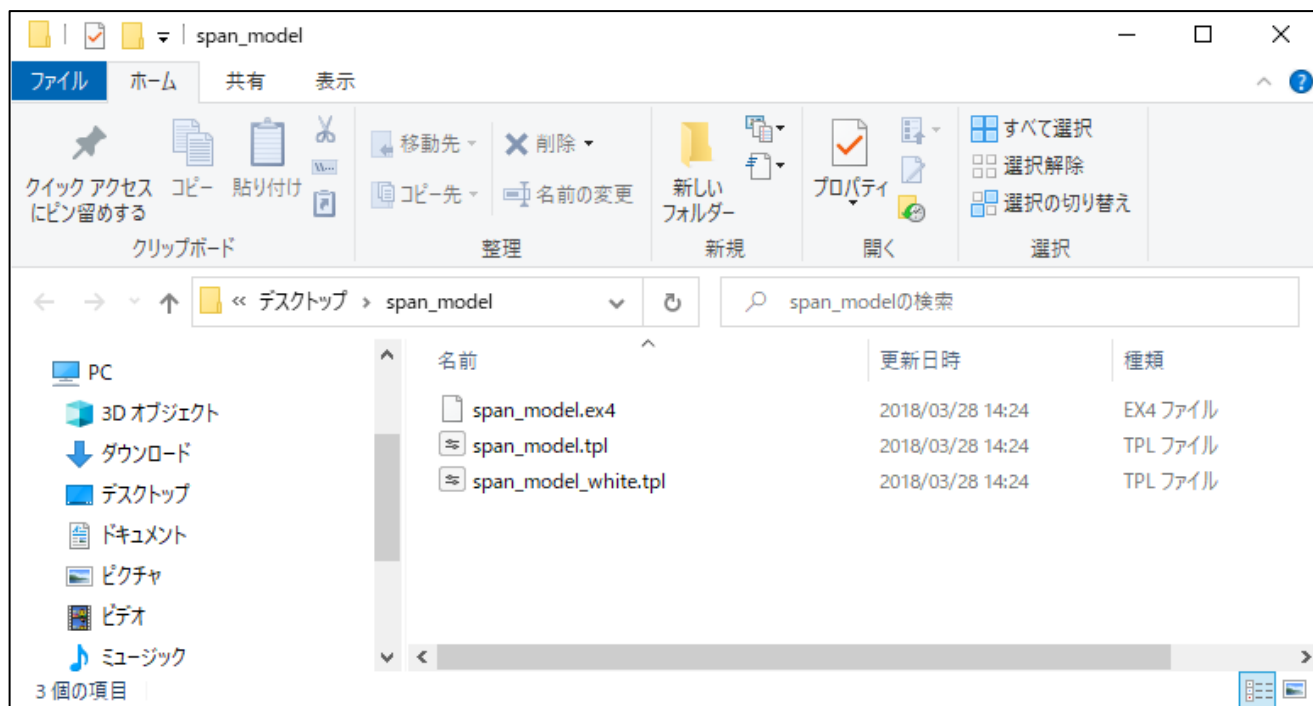 span_model
ファイル ホーム 共有 表示
クイック アクセス
にピン留めする
コピー
貼り付け
クリップボード
移動先
コピー先
削除
名前の変更
整理
新しい
フォルダー
新規
プロパティ
開く
すべて選択
選択解除
選択の切り替え
選択
« デスクトップ › span_model
span_modelの検索
PC
3D オブジェクト
ダウンロード
デスクトップ
ドキュメント
ピクチャ
ビデオ
ミュージック
名前 更新日時 種類
span_model.ex4 2018/03/28 14:24 EX4 ファイル
span_model.tpl 2018/03/28 14:24 TPL ファイル
span_model_white.tpl 2018/03/28 14:24 TPL ファイル
3 個の項目